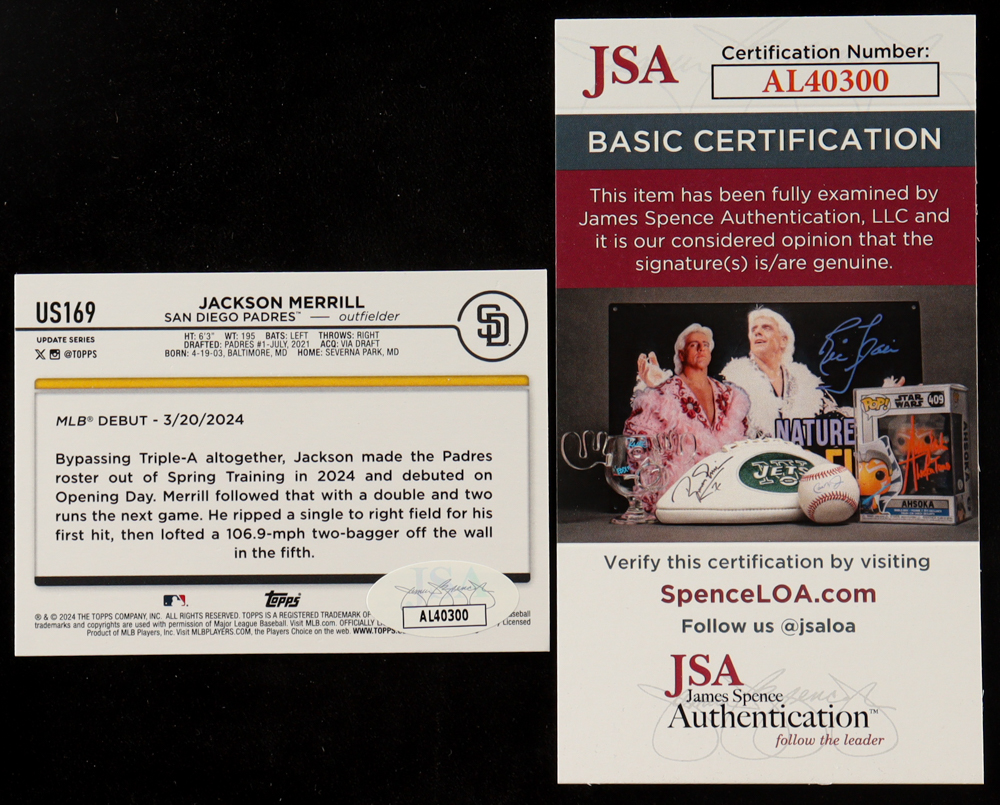 US169
UPDATE SERIES
@TOPPS
JACKSON MERRILL
SAN DIEGO PADRES™ — outfielder
HT: 6'3" WT: 195 BATS: LEFT THROWS: RIGHT
DRAFTED: PADRES #1-JULY, 2021 ACQ: VIA DRAFT
BORN: 4-19-03, BALTIMORE, MD HOME: SEVERNA PARK, MD
SD
MLB® DEBUT - 3/20/2024
Bypassing Triple-A altogether, Jackson made the Padres
roster out of Spring Training in 2024 and debuted on
Opening Day. Merrill followed that with a double and two
runs the next game. He ripped a single to right field for his
first hit, then lofted a 106.9-mph two-bagger off the wall
in the fifth.
topps
® & © 2024 THE TOPPS COMPANY, INC. ALL RIGHTS RESERVED. TOPPS IS A REGISTERED TRADEMARK OF
trademarks and copyrights are used with permission of Major League Baseball. Visit MLB.com. OFFICIALLY
Product of MLB Players, Inc. Visit MLBPLAYERS.COM, the Players Choice on the web. WWW.TOPPS.
JSA
AL40300
JSA
Certification Number:
AL40300
BASIC CERTIFICATION
This item has been fully examined by
James Spence Authentication, LLC and
it is our considered opinion that the
signature(s) is/are genuine.
NATURE
JETS
POP!
STAR WARS
409
AHSOKA
Verify this certification by visiting
SpenceLOA.com
Follow us @jsaloa
JSA
James Spence
Authentication™
follow the leader